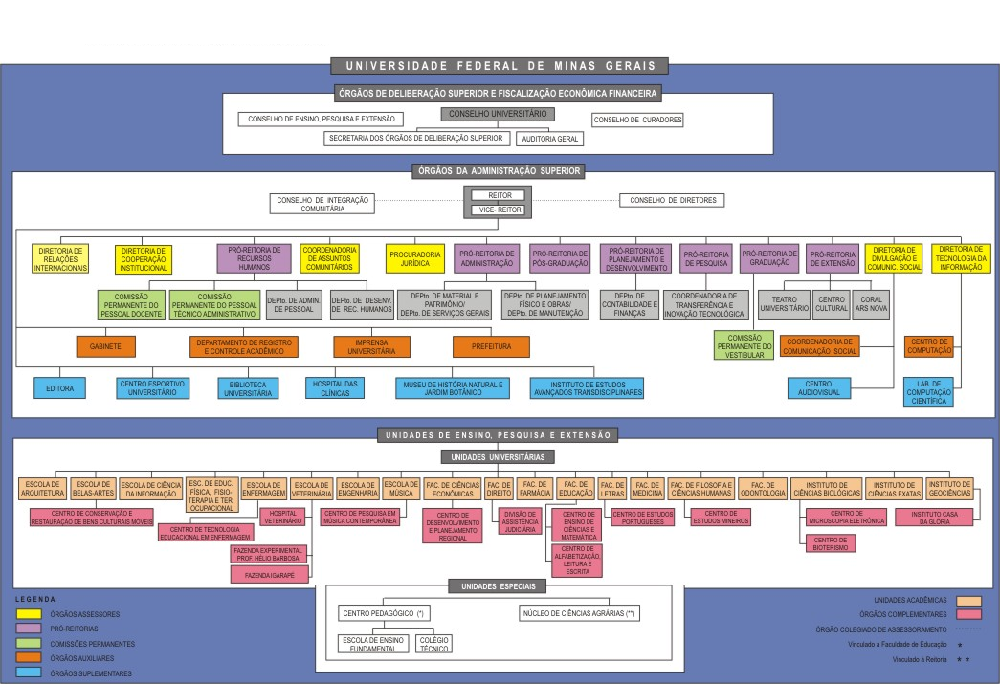 UNIVERSIDADE FEDERAL DE MINAS GERAIS
ÓRGÃOS DE DELIBERAÇÃO SUPERIOR E FISCALIZAÇÃO ECONÔMICA FINANCEIRA
CONSELHO DE ENSINO, PESQUISA E EXTENSÃO
CONSELHO UNIVERSITÁRIO
CONSELHO DE CURADORES
SECRETARIA DOS ÓRGÃOS DE DELIBERAÇÃO SUPERIOR
AUDITORIA GERAL
ÓRGÃOS DA ADMINISTRAÇÃO SUPERIOR
CONSELHO DE INTEGRAÇÃO
COMUNITÁRIA
REITOR
VICE- REITOR
CONSELHO DE DIRETORES
DIRETORIA DE
RELAÇÕES
INTERNACIONAIS
DIRETORIA DE
COOPERAÇÃO
INSTITUCIONAL
PRÓ-REITORIA DE
RECURSOS
HUMANOS
COORDENADORIA
DE ASSUNTOS
COMUNITÁRIOS
PROCURADORIA
JURÍDICA
PRÓ-REITORIA DE
ADMINISTRAÇÃO
PRÓ-REITORIA DE
PÓS-GRADUAÇÃO
PRÓ-REITORIA DE
PLANEJAMENTO E
DESENVOLVIMENTO
PRÓ-REITORIA
DE PESQUISA
PRÓ-REITORIA DE
GRADUAÇÃO
PRÓ-REITORIA
DE EXTENSÃO
DIRETORIA DE
DIVULGAÇÃO E
COMUNIC. SOCIAL
DIRETORIA DE
TECNOLOGIA DA
INFORMAÇÃO
COMISSÃO
PERMANENTE DO
PESSOAL DOCENTE
COMISSÃO
PERMANENTE DO PESSOAL
TÉCNICO ADMINISTRATIVO
DEPto. DE ADMIN.
DE PESSOAL
DEPto. DE DESENV.
DE REC. HUMANOS
DEPto. DE MATERIAL E
PATRIMÔNIO/
DEPto. DE SERVIÇOS GERAIS
DEPto. DE PLANEJAMENTO
FÍSICO E OBRAS/
DEPto. DE MANUTENÇÃO
DEPto. DE
CONTABILIDADE E
FINANÇAS
COORDENADORIA DE
TRANSFERÊNCIA E
INOVAÇÃO TECNOLÓGICA
TEATRO
UNIVERSITÁRIO
CENTRO
CULTURAL
CORAL
ARS NOVA
GABINETE
DEPARTAMENTO DE REGISTRO
E CONTROLE ACADÊMICO
IMPRENSA
UNIVERSITÁRIA
PREFEITURA
COMISSÃO
PERMANENTE DO
VESTIBULAR
COORDENADORIA DE
COMUNICAÇÃO SOCIAL
CENTRO DE
COMPUTAÇÃO
EDITORA
CENTRO ESPORTIVO
UNIVERSITÁRIO
BIBLIOTECA
UNIVERSITÁRIA
HOSPITAL DAS
CLÍNICAS
MUSEU DE HISTÓRIA NATURAL E
JARDIM BOTÂNICO
INSTITUTO DE ESTUDOS
AVANÇADOS TRANSDISCIPLINARES
CENTRO
AUDIOVISUAL
LAB. DE
COMPUTAÇÃO
CIENTÍFICA
UNIDADES DE ENSINO, PESQUISA E EXTENSÃO
UNIDADES UNIVERSITÁRIAS
ESCOLA DE
ARQUITETURA
ESCOLA DE
BELAS-ARTES
ESCOLA DE CIÊNCIA
DA INFORMAÇÃO
ESC. DE EDUC.
FÍSICA, FISIO-
TERAPIA E TER.
OCUPACIONAL
ESCOLA DE
ENFERMAGEM
ESCOLA DE
VETERINÁRIA
ESCOLA DE
ENGENHARIA
ESCOLA DE
MÚSICA
FAC. DE CIÊNCIAS
ECONÔMICAS
FAC. DE
DIREITO
FAC. DE
FARMÁCIA
FAC. DE
EDUCAÇÃO
FAC. DE
LETRAS
FAC. DE
MEDICINA
FAC. DE FILOSOFIA E
CIÊNCIAS HUMANAS
FAC. DE
ODONTOLOGIA
INSTITUTO DE
CIÊNCIAS BIOLÓGICAS
INSTITUTO DE
CIÊNCIAS EXATAS
INSTITUTO DE
GEOCIÊNCIAS
CENTRO DE CONSERVAÇÃO E
RESTAURAÇÃO DE BENS CULTURAIS MÓVEIS
CENTRO DE TECNOLOGIA
EDUCACIONAL EM ENFERMAGEM
HOSPITAL
VETERINÁRIO
FAZENDA EXPERIMENTAL
PROF. HÉLIO BARBOSA
FAZENDA IGARAPÉ
CENTRO DE PESQUISA EM
MÚSICA CONTEMPORÂNEA
CENTRO DE
DESENVOLVIMENTO
E PLANEJAMENTO
REGIONAL
DIVISÃO DE
ASSISTÊNCIA
JUDICIÁRIA
CENTRO DE
ENSINO DE
CIÊNCIAS E
MATEMÁTICA
CENTRO DE
ALFABETIZAÇÃO,
LEITURA E
ESCRITA
CENTRO DE ESTUDOS
PORTUGUESES
CENTRO DE
ESTUDOS MINEIROS
CENTRO DE
MICROSCOPIA ELETRÔNICA
CENTRO DE
BIOTERISMO
INSTITUTO CASA
DA GLÓRIA
UNIDADES ESPECIAIS
CENTRO PEDAGÓGICO (*)
NÚCLEO DE CIÊNCIAS AGRÁRIAS (**)
ESCOLA DE ENSINO
FUNDAMENTAL
COLÉGIO
TÉCNICO
LEGENDA
ÓRGÃOS ASSESSORES
PRÓ-REITORIAS
COMISSÕES PERMANENTES
ÓRGÃOS AUXILIARES
ÓRGÃOS SUPLEMENTARES
UNIDADES ACADÊMICAS
ÓRGÃOS COMPLEMENTARES
ÓRGÃO COLEGIADO DE ASSESSORAMENTO
Vinculado à Faculdade de Educação *
Vinculado à Reitoria * *